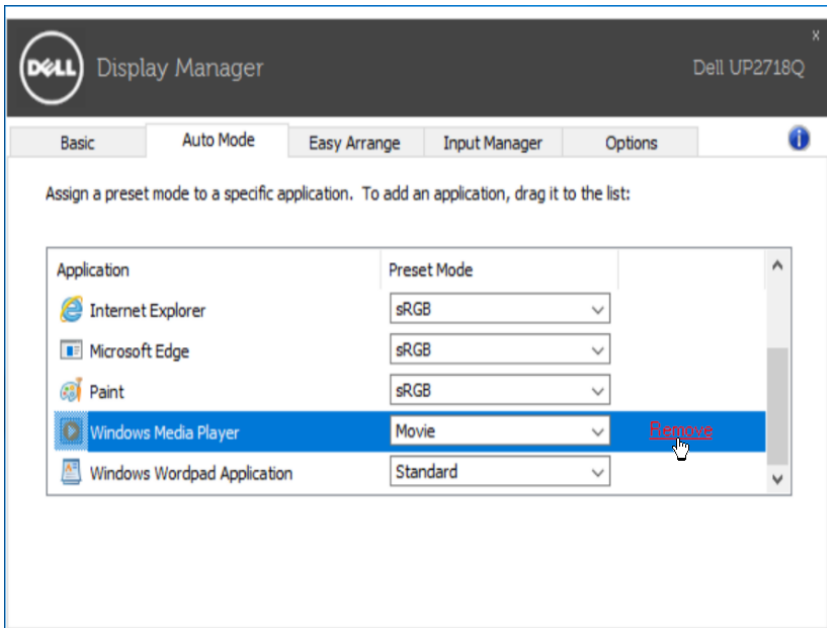 DELL Display Manager
x
Dell UP2718Q
Basic Auto Mode Easy Arrange Input Manager Options
Assign a preset mode to a specific application. To add an application, drag it to the list:
Application Preset Mode
Internet Explorer sRGB
Microsoft Edge sRGB
Paint sRGB
Windows Media Player Movie Remove
Windows Wordpad Application Standard